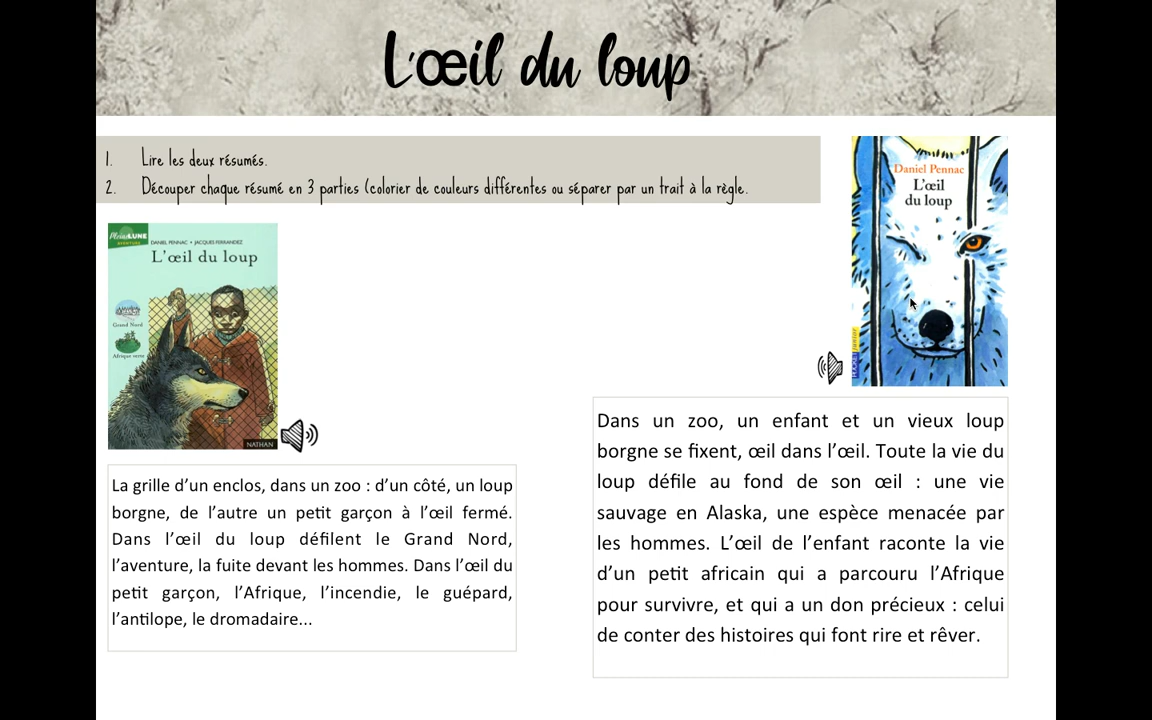 L'œil du loup
1. Lire les deux résumés.
2. Découper chaque résumé en 3 parties (colorier de couleurs différentes ou séparer par un trait à la règle.
Pleine LUNE
AVENTURE
DANIEL PENNAC • JACQUES FERRANDEZ
L'œil du loup
Grand Nord
Afrique verte
NATHAN
La grille d'un enclos, dans un zoo : d'un côté, un loup
borgne, de l'autre un petit garçon à l'œil fermé.
Dans l'œil du loup défilent le Grand Nord,
l'aventure, la fuite devant les hommes. Dans l'œil du
petit garçon, l'Afrique, l'incendie, le guépard,
l'antilope, le dromadaire...
Daniel Pennac
L'œil
du loup
POCKET junior
Dans un zoo, un enfant et un vieux loup
borgne se fixent, œil dans l'œil. Toute la vie du
loup défile au fond de son œil : une vie
sauvage en Alaska, une espèce menacée par
les hommes. L'œil de l'enfant raconte la vie
d'un petit africain qui a parcouru l'Afrique
pour survivre, et qui a un don précieux : celui
de conter des histoires qui font rire et rêver.